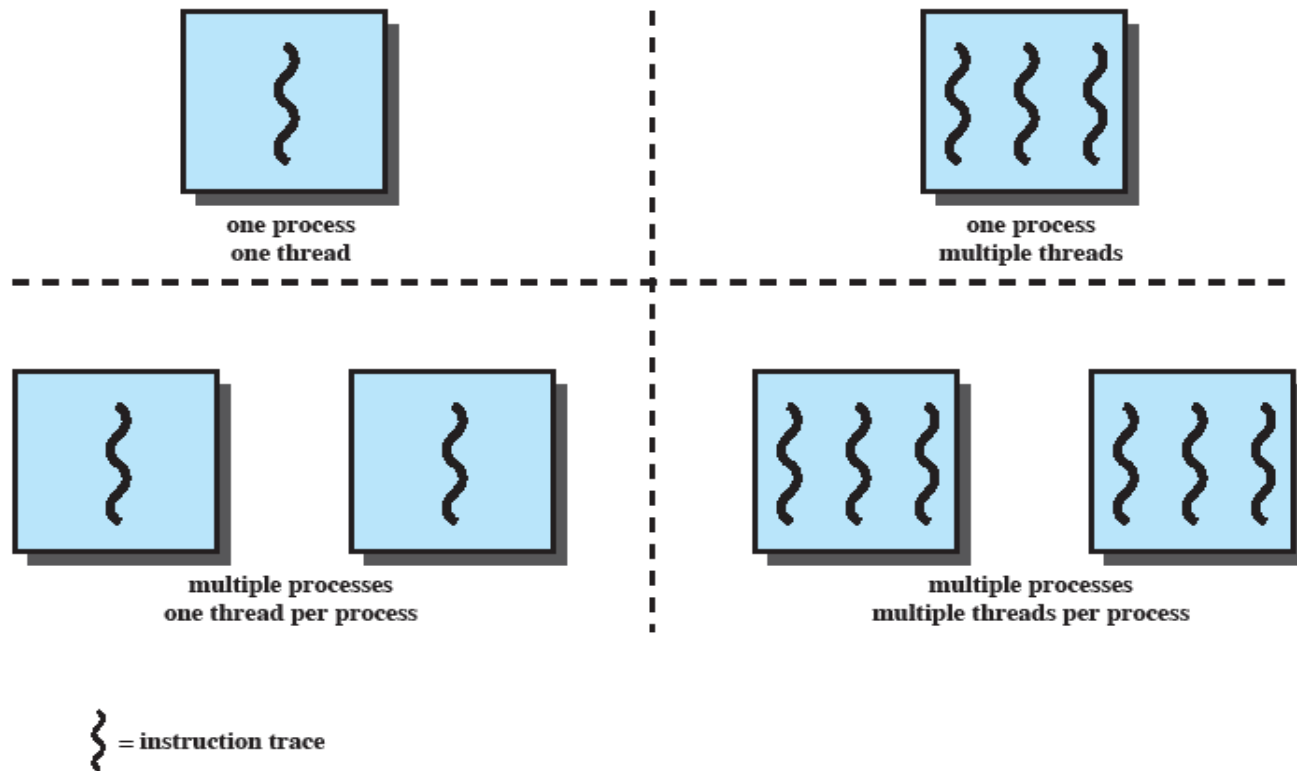 one process
one thread
one process
multiple threads
multiple processes
one thread per process
multiple processes
multiple threads per process
= instruction trace